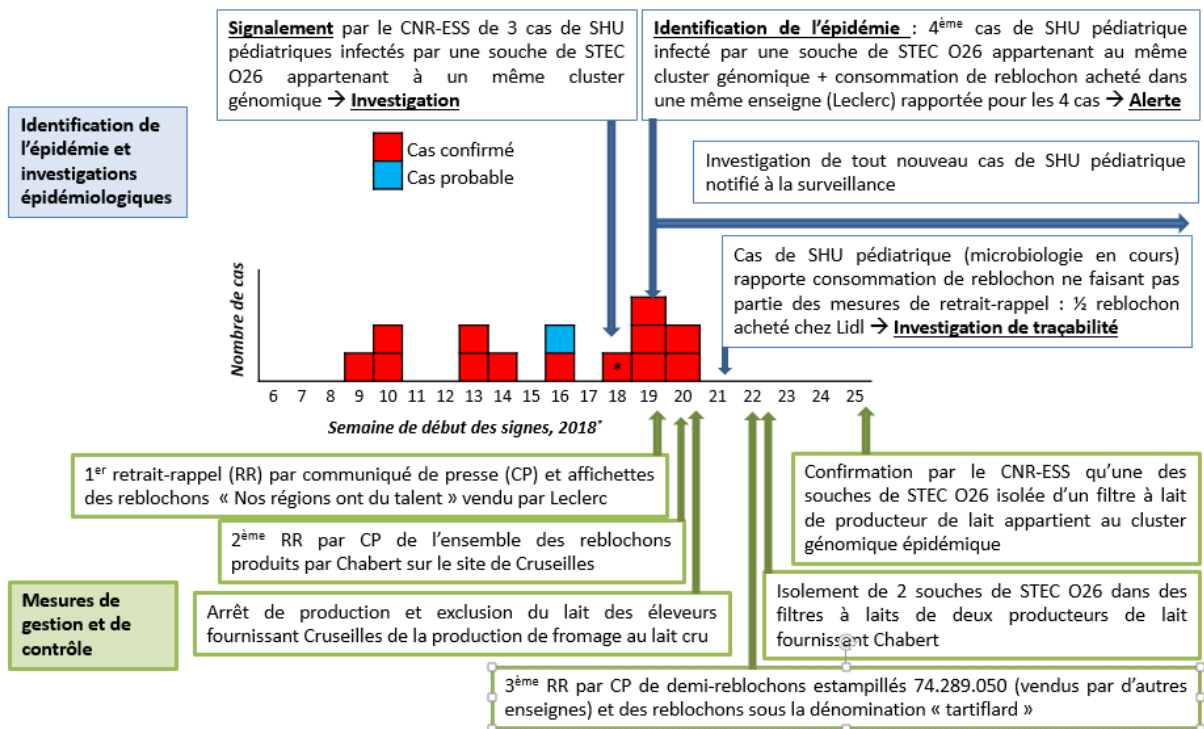 Signalement par le CNR-ESS de 3 cas de SHU
pédiatriques infectés par une souche de STEC
O26 appartenant à un même cluster
génomique → Investigation
Identification de l’épidémie : 4ème cas de SHU pédiatrique
infecté par une souche de STEC O26 appartenant au même
cluster génomique + consommation de reblochon acheté dans
une même enseigne (Leclerc) rapportée pour les 4 cas → Alerte
Identification de
l’épidémie et
investigations
épidémiologiques
Cas confirmé
Cas probable
Investigation de tout nouveau cas de SHU pédiatrique
notifié à la surveillance
Cas de SHU pédiatrique (microbiologie en cours)
rapporte consommation de reblochon ne faisant pas
partie des mesures de retrait-rappel : ½ reblochon
acheté chez Lidl → Investigation de traçabilité
Nombre de cas
*
6 7 8 9 10 11 12 13 14 15 16 17 18 19 20 21 22 23 24 25
Semaine de début des signes, 2018*
1er retrait-rappel (RR) par communiqué de presse (CP) et affichettes
des reblochons « Nos régions ont du talent » vendu par Leclerc
2ème RR par CP de l’ensemble des reblochons
produits par Chabert sur le site de Cruseilles
Confirmation par le CNR-ESS qu’une des
souches de STEC O26 isolée d’un filtre à lait
de producteur de lait appartient au cluster
génomique épidémique
Mesures de
gestion et de
contrôle
Arrêt de production et exclusion du lait des éleveurs
fournissant Cruseilles de la production de fromage au lait cru
Isolement de 2 souches de STEC O26 dans des
filtres à laits de deux producteurs de lait
fournissant Chabert
3ème RR par CP de demi-reblochons estampillés 74.289.050 (vendus par d’autres
enseignes) et des reblochons sous la dénomination « tartiflard »